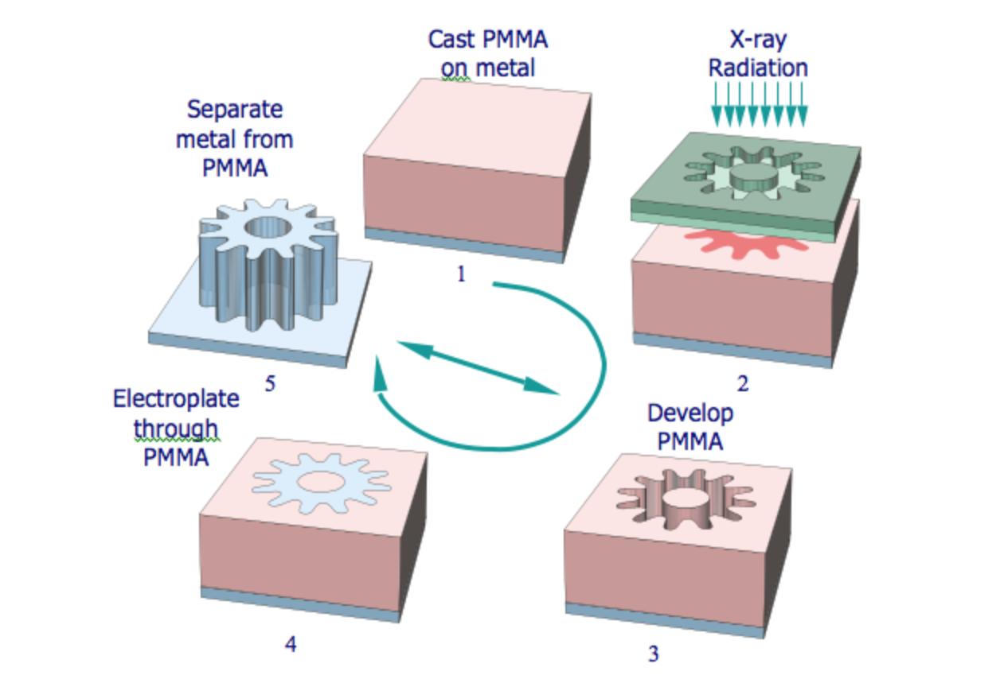 Cast PMMA
on metal
1
X-ray
Radiation
2
Develop
PMMA
3
Electroplate
through
PMMA
4
Separate
metal from
PMMA
5